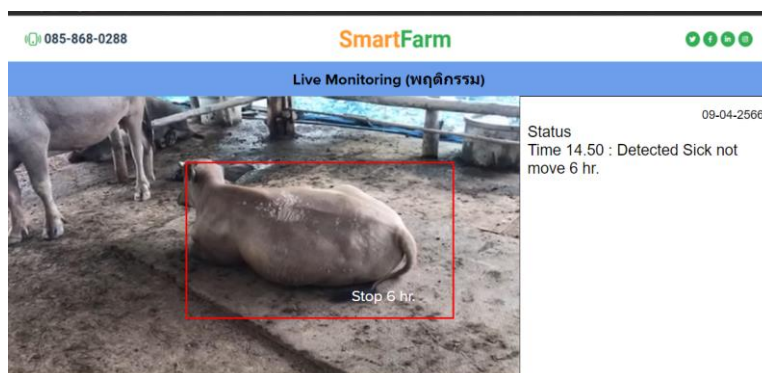 085-868-0288
SmartFarm
Live Monitoring (พฤติกรรม)
09-04-2566
Status
Time 14.50 : Detected Sick not
move 6 hr.
Stop 6 hr.